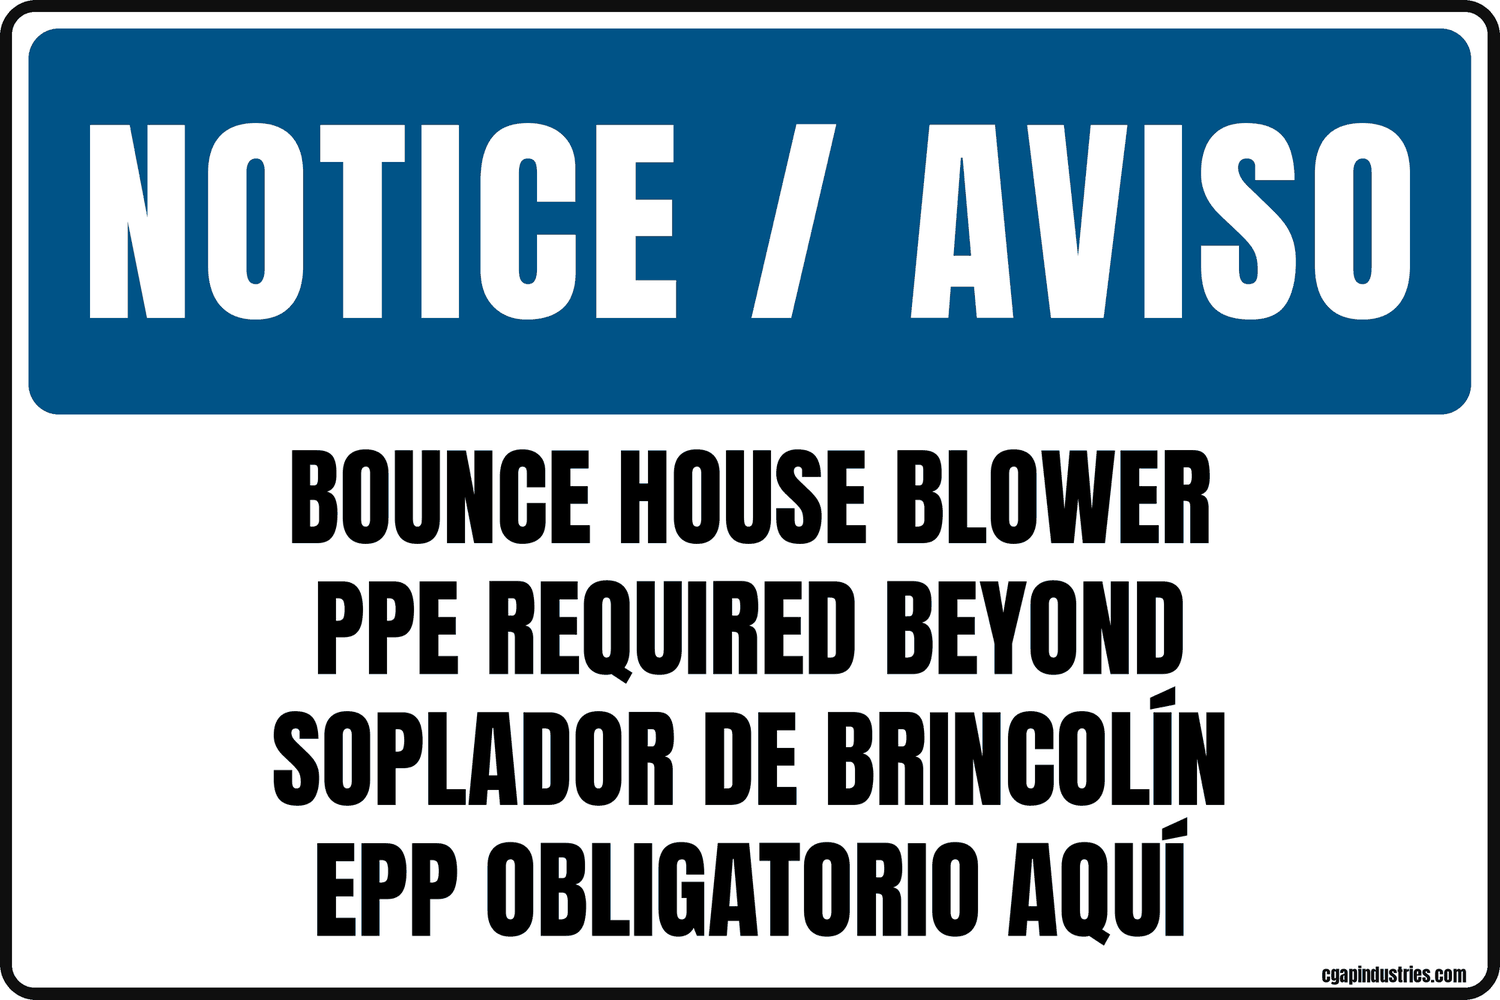 NOTICE / AVISO
BOUNCE HOUSE BLOWER
PPE REQUIRED BEYOND
SOPLADOR DE BRINCOLÍN
EPP OBLIGATORIO AQUÍ
cgapindustries.com